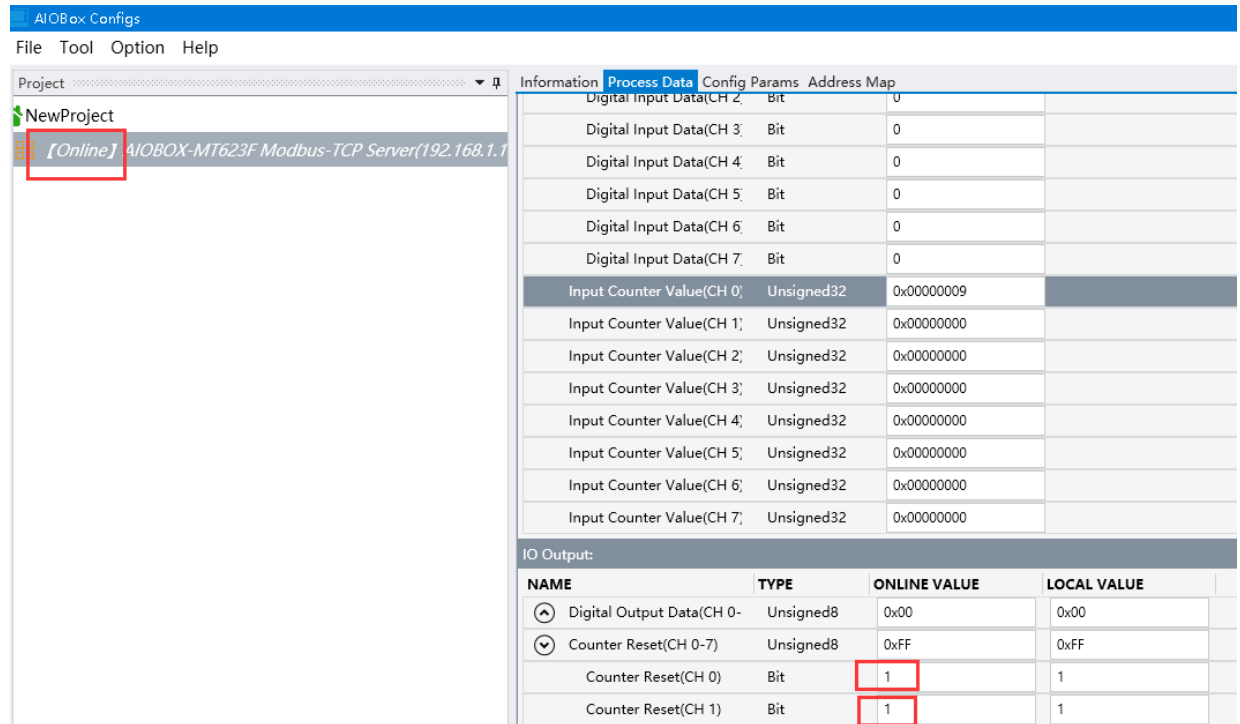 AIOBox Configs
File Tool Option Help
Project
Information Process Data Config Params Address Map
NewProject
【Online】 AIOBOX-MT623F Modbus-TCP Server(192.168.1.1
Digital Input Data(CH 2 Bit 0
Digital Input Data(CH 3) Bit 0
Digital Input Data(CH 4 Bit 0
Digital Input Data(CH 5 Bit 0
Digital Input Data(CH 6 Bit 0
Digital Input Data(CH 7 Bit 0
Input Counter Value(CH 0) Unsigned32 0x00000009
Input Counter Value(CH 1) Unsigned32 0x00000000
Input Counter Value(CH 2) Unsigned32 0x00000000
Input Counter Value(CH 3) Unsigned32 0x00000000
Input Counter Value(CH 4) Unsigned32 0x00000000
Input Counter Value(CH 5) Unsigned32 0x00000000
Input Counter Value(CH 6) Unsigned32 0x00000000
Input Counter Value(CH 7) Unsigned32 0x00000000
IO Output:
NAME TYPE ONLINE VALUE LOCAL VALUE
Digital Output Data(CH 0- Unsigned8 0x00 0x00
Counter Reset(CH 0-7) Unsigned8 0xFF 0xFF
Counter Reset(CH 0) Bit 1 1
Counter Reset(CH 1) Bit 1 1